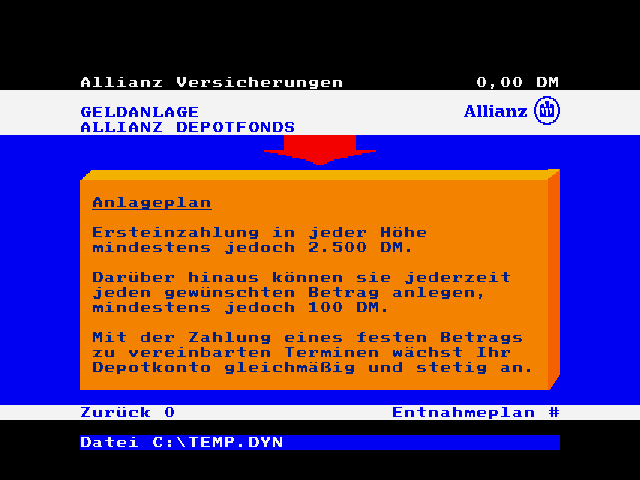 Allianz Versicherungen 0,00 DM
GELDANLAGE
ALLIANZ DEPOTFONDS
Allianz
Anlageplan
Ersteinzahlung in jeder Höhe
mindestens jedoch 2.500 DM.
Darüber hinaus können sie jederzeit
jeden gewünschten Betrag anlegen,
mindestens jedoch 100 DM.
Mit der Zahlung eines festen Betrags
zu vereinbarten Terminen wächst Ihr
Depotkonto gleichmäßig und stetig an.
Zurück 0 Entnahmeplan #
Datei C:\TEMP.DYN